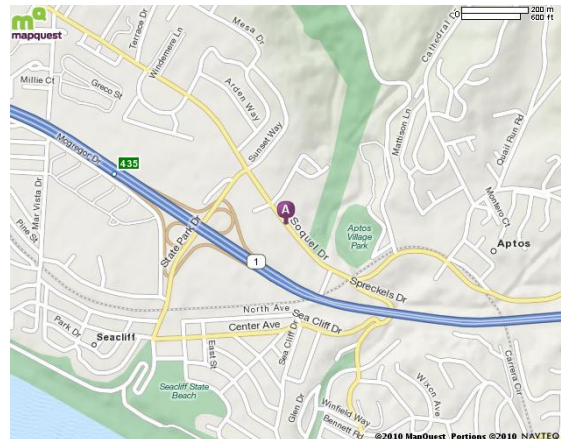 mapquest
200 m
600 ft
Mesa Dr
Terrace Dr
Windemere Ln
Cathedral Dr
Millie Ct
Greco St
Arden Way
Sunset Way
Mattison Ln
Quail Run Rd
Mcgregor Dr
435
Mar Vista Dr
Pine St
State Park Dr
A
Soquel Dr
Aptos
Village
Park
Montero Ct
Aptos
1
Spreckels Dr
North Ave
Sea Cliff Dr
Center Ave
Park Dr
Seacliff
East St
Sea Cliff Dr
Seacliff State
Beach
Glen Dr
Winfield Way
Bennett Rd
Wixon Ave
Carrera Cir
©2010 MapQuest Portions ©2010 NAVTEQ